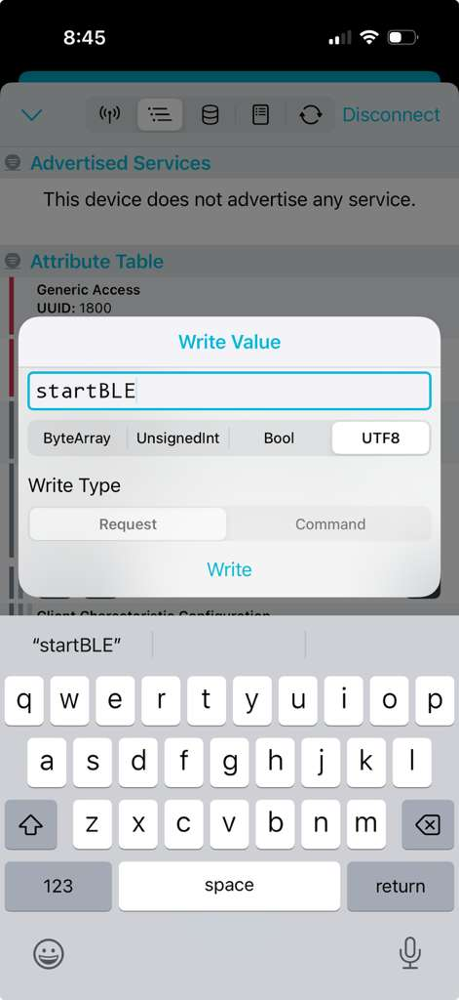 8:45
Disconnect
Advertised Services
This device does not advertise any service.
Attribute Table
Generic Access
UUID: 1800
Write Value
startBLE
ByteArray UnsignedInt Bool UTF8
Write Type
Request Command
Write
Client Characteristic Configuration
“startBLE”
q w e r t y u i o p
a s d f g h j k l
z x c v b n m
123 space return